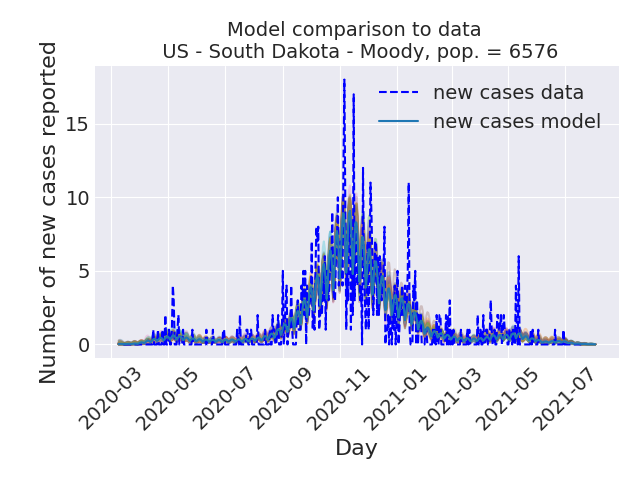 Model comparison to data
US - South Dakota - Moody, pop. = 6576
Number of new cases reported
new cases data
new cases model
15
10
5
0
2020-03
2020-05
2020-07
2020-09
2020-11
2021-01
2021-03
2021-05
2021-07
Day